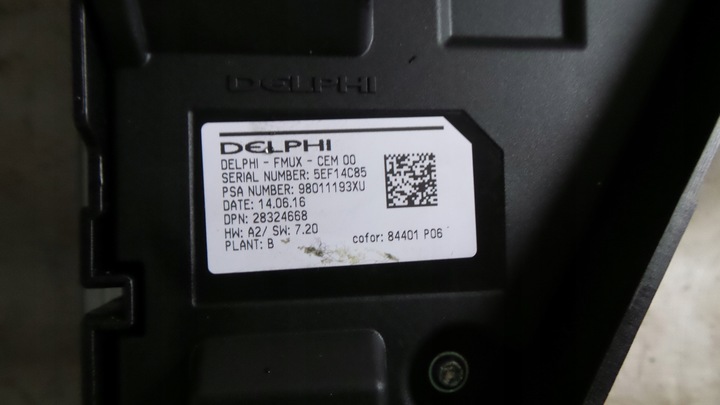 DELPHI
DELPHI
DELPHI - FMUX - CEM 00
SERIAL NUMBER: 5EF14C85
PSA NUMBER: 98011193XU
DATE: 14.06.16
DPN: 28324668
HW: A2/ SW: 7.20
PLANT: B
cofor: 84401 P06